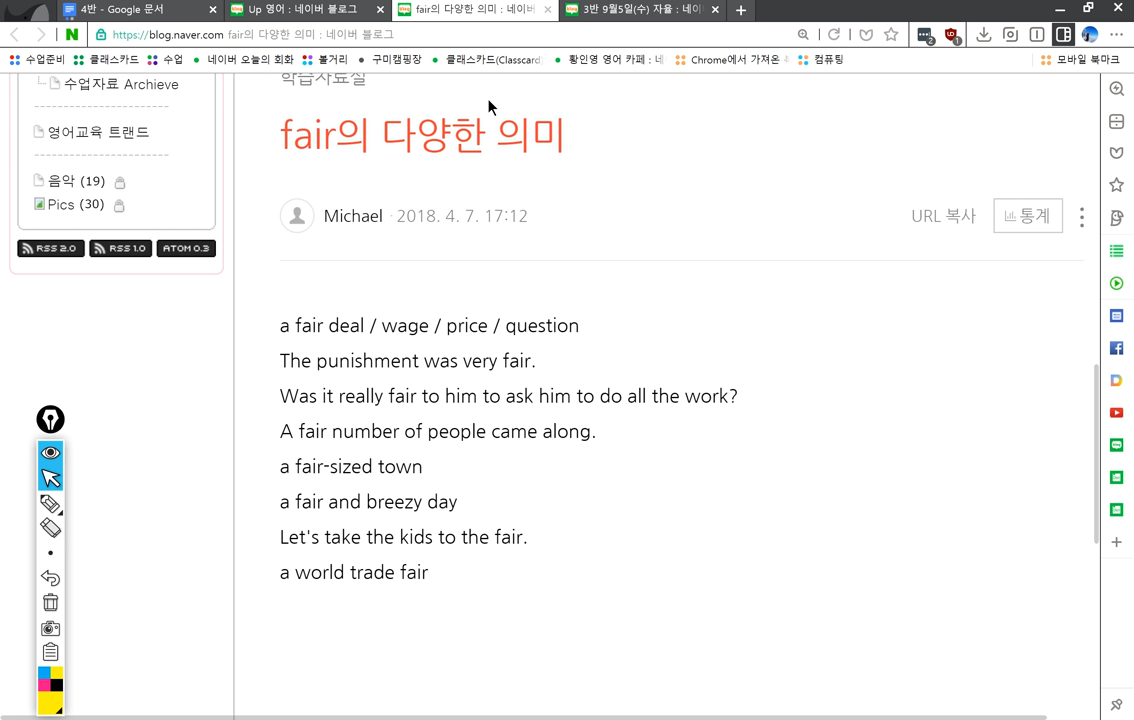 4반 - Google 문서
Up 영어 : 네이버 블로그
fair의 다양한 의미 : 네이버
3반 9월5일(수) 자율 : 네이
N https://blog.naver.com fair의 다양한 의미 : 네이버 블로그
수업준비 클래스카드 수업 네이버 오늘의 회화 볼거리 구미캠핑장 클래스카드(Classcard) 황인영 영어 카페 : 네 Chrome에서 가져온 컴퓨팅 모바일 북마크
수업자료 Archieve
영어교육 트랜드
음악 (19)
Pics (30)
RSS 2.0 RSS 1.0 ATOM 0.3
학습자료실
fair의 다양한 의미
Michael · 2018. 4. 7. 17:12
URL 복사 통계
a fair deal / wage / price / question
The punishment was very fair.
Was it really fair to him to ask him to do all the work?
A fair number of people came along.
a fair-sized town
a fair and breezy day
Let's take the kids to the fair.
a world trade fair